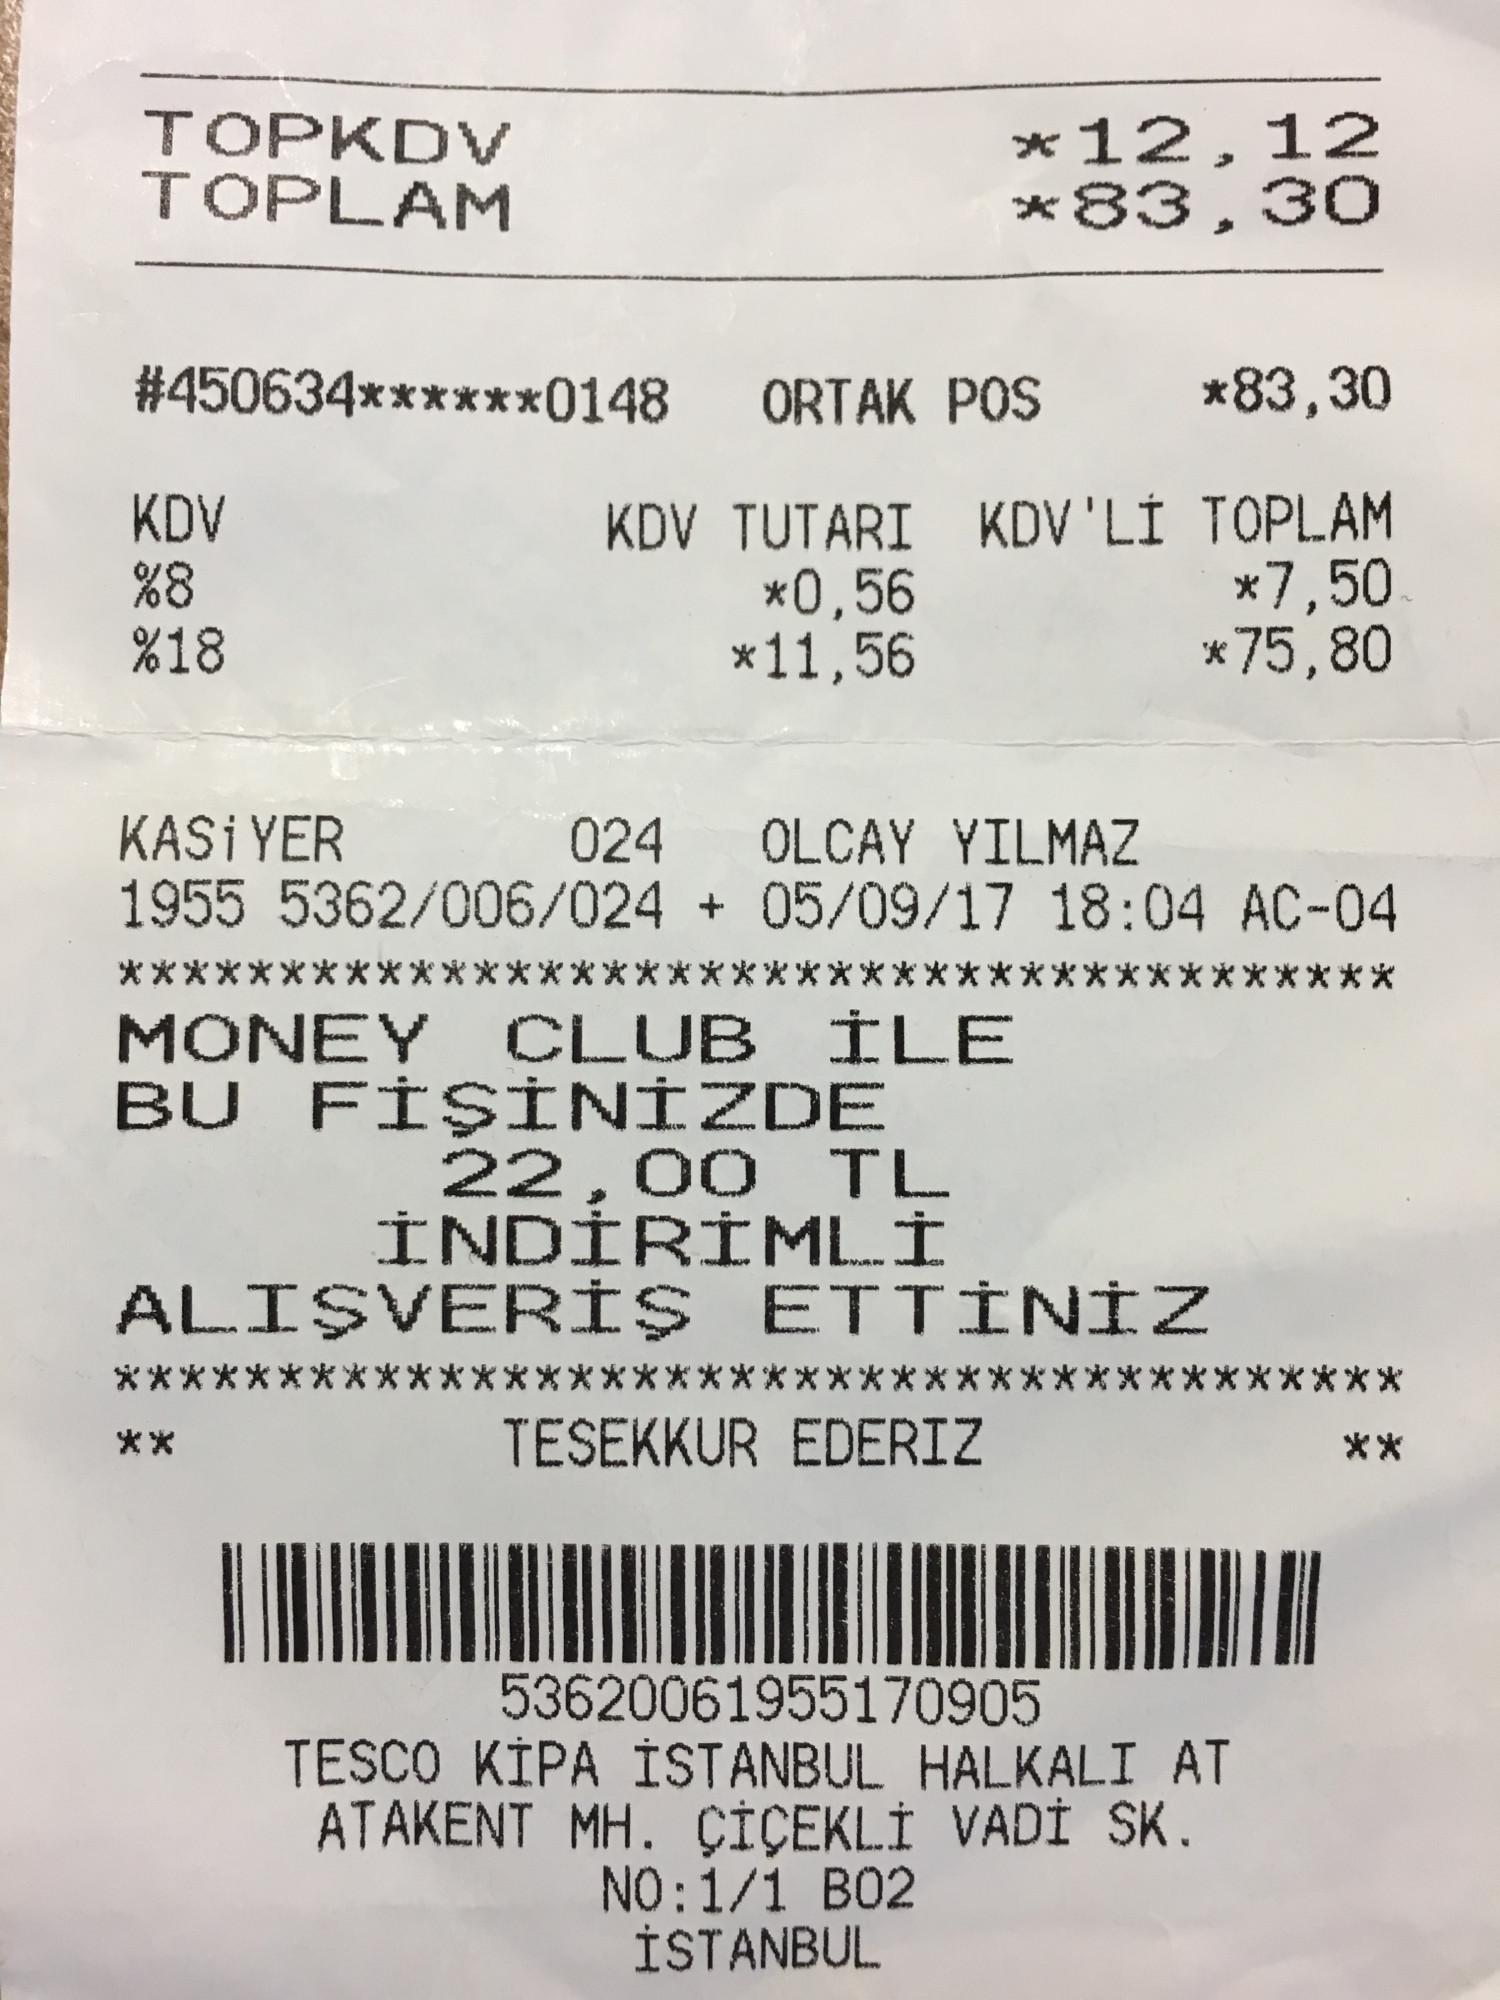 TOPKDV *12,12
TOPLAM *83,30
#450634******0148 ORTAK POS *83,30
KDV KDV TUTARI KDV'Lİ TOPLAM
%8 *0,56 *7,50
%18 *11,56 *75,80
KASiYER 024 OLCAY YILMAZ
1955 5362/006/024 + 05/09/17 18:04 AC-04
****************************************
MONEY CLUB İLE
BU FİŞİNİZDE
22,00 TL
İNDİRİMLİ
ALIŞVERİŞ ETTİNİZ
****************************************
** TESEKKUR EDERIZ **
53620061955170905
TESCO KİPA İSTANBUL HALKALI AT
ATAKENT MH. ÇİÇEKLİ VADİ SK.
NO:1/1 B02
İSTANBUL